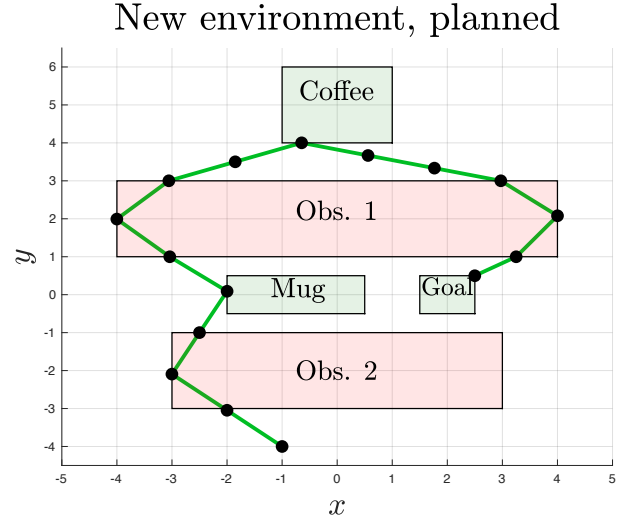 New environment, planned
6
5
4
3
2
1
0
-1
-2
-3
-4
y
Coffee
Obs. 1
Mug
Goal
Obs. 2
-5 -4 -3 -2 -1 0 1 2 3 4 5
x